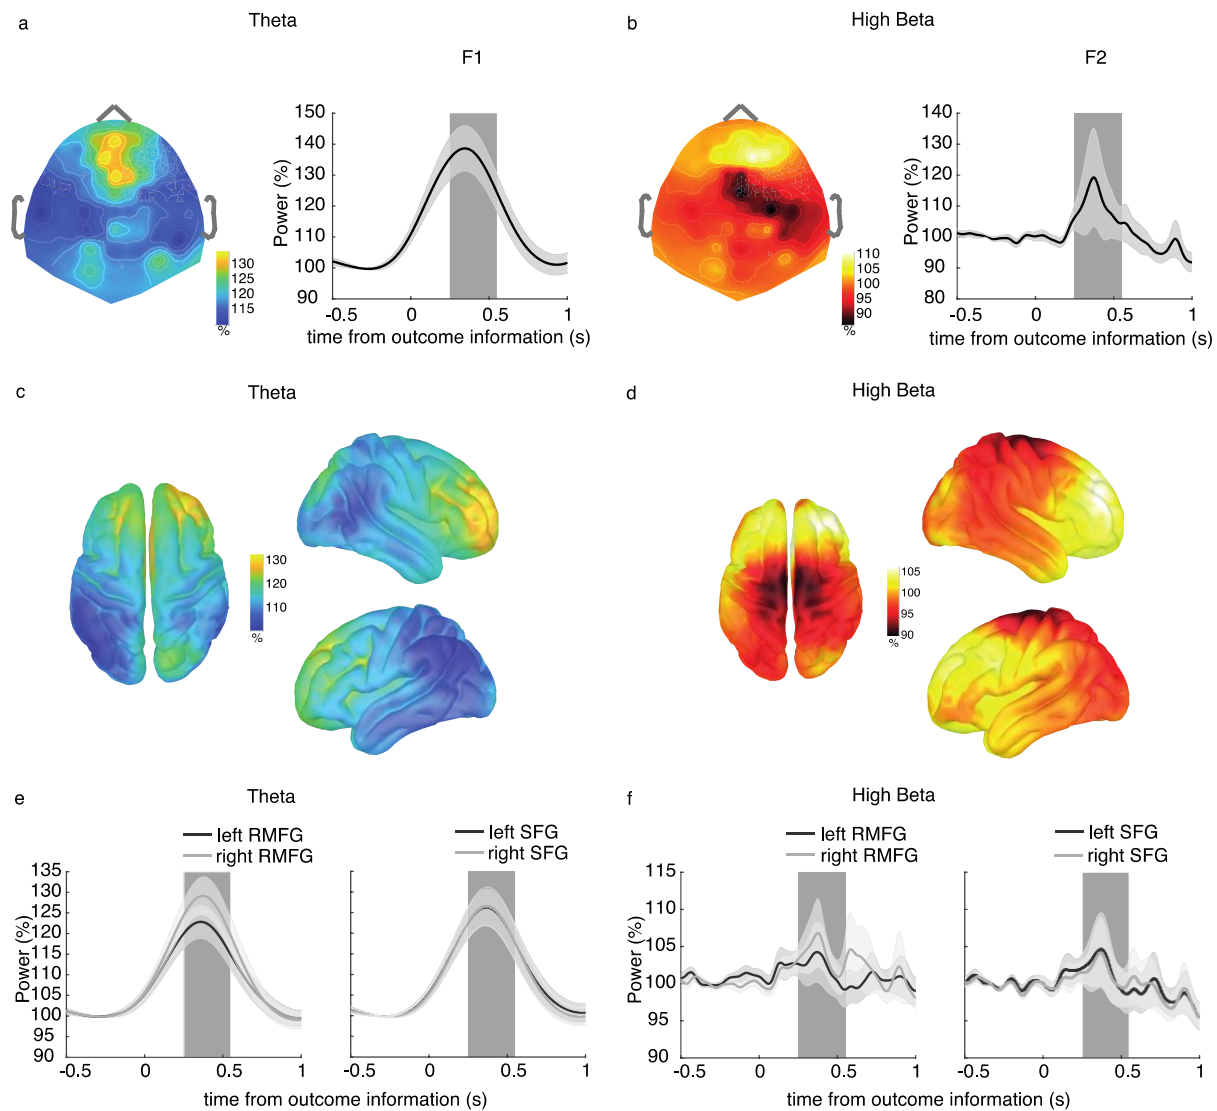 a
Theta
F1
Power (%)
150
140
130
120
110
100
90
-0.5
0
0.5
1
time from outcome information (s)
130
125
120
115
%
b
High Beta
F2
Power (%)
140
130
120
110
100
90
80
-0.5
0
0.5
1
time from outcome information (s)
110
105
100
95
90
%
c
Theta
130
120
110
%
d
High Beta
105
100
95
90
%
e
Theta
left RMFG
right RMFG
left SFG
right SFG
Power (%)
135
130
125
120
115
110
105
100
95
90
-0.5
0
0.5
1
-0.5
0
0.5
1
time from outcome information (s)
f
High Beta
left RMFG
right RMFG
left SFG
right SFG
Power (%)
115
110
105
100
95
90
-0.5
0
0.5
1
-0.5
0
0.5
1
time from outcome information (s)